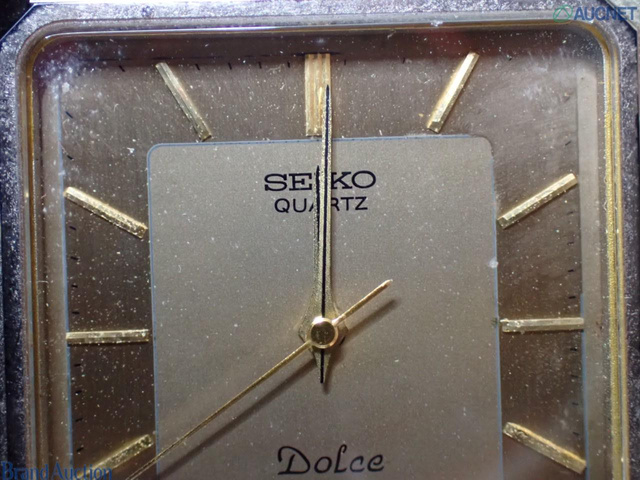 AUCNET
SEIKO
QUARTZ
Dolce
Brand Auction